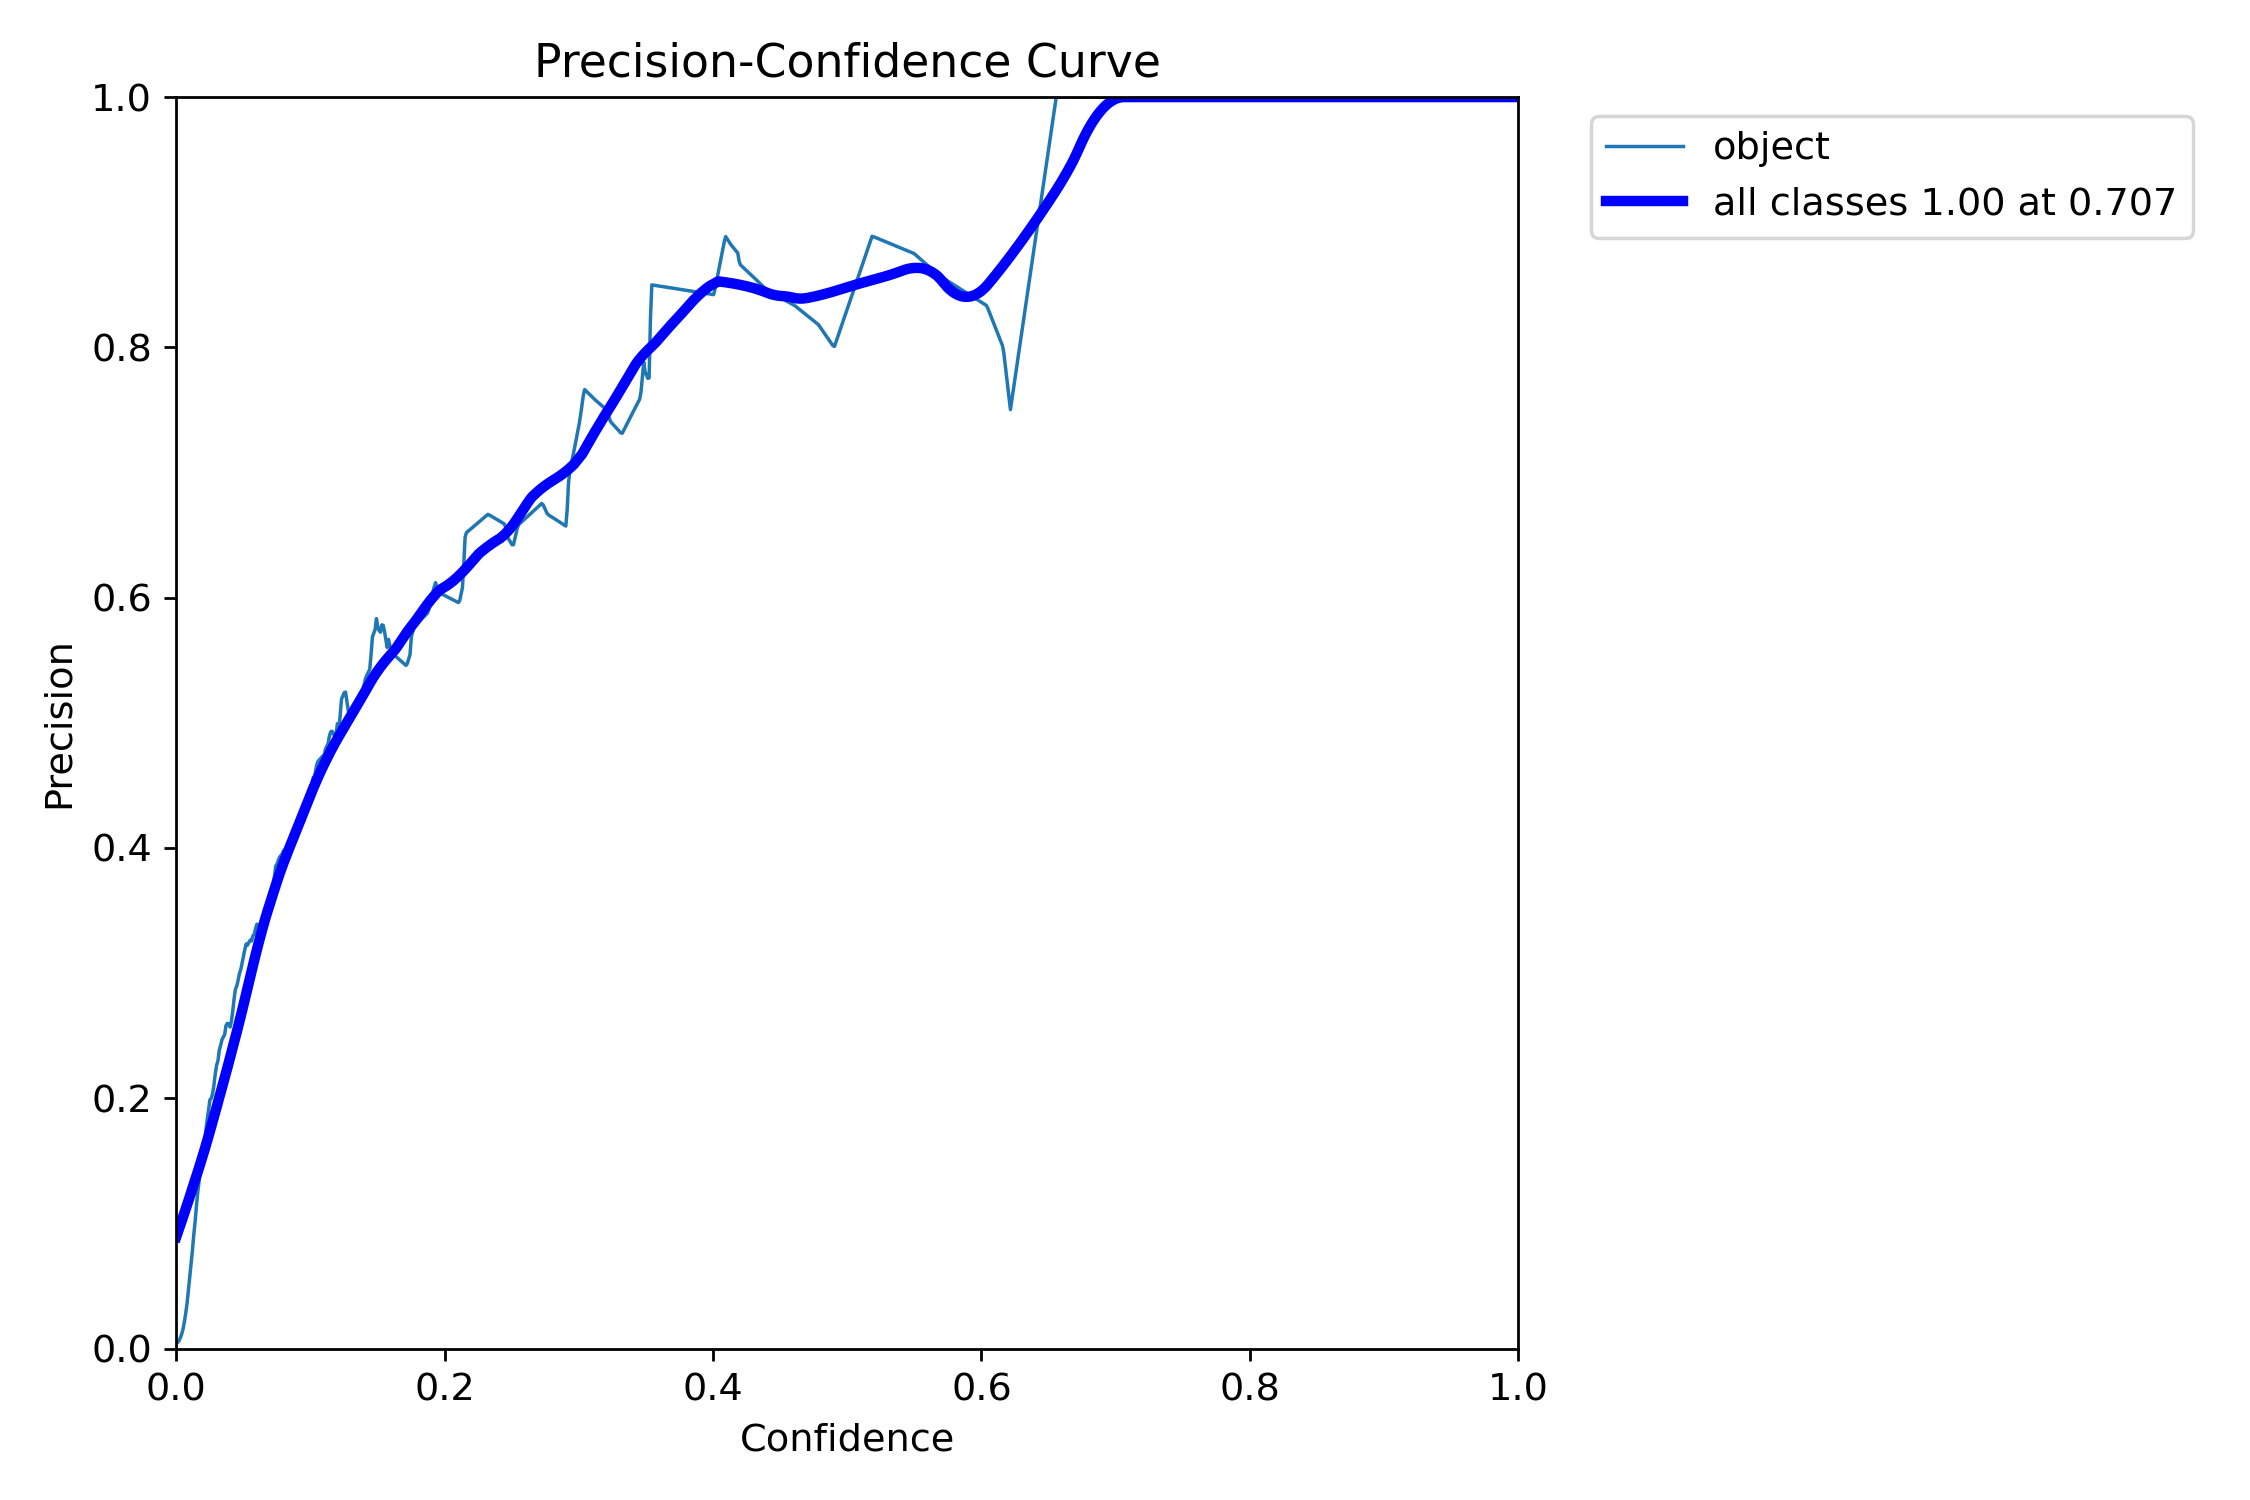 Precision-Confidence Curve
1.0
0.8
0.6
0.4
0.2
0.0
Precision
0.0 0.2 0.4 0.6 0.8 1.0
Confidence
object
all classes 1.00 at 0.707